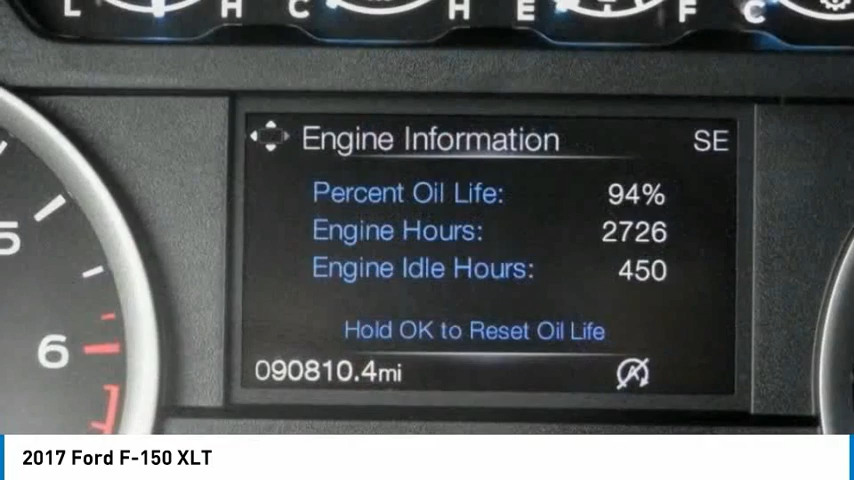 L H C H E F C
Engine Information SE
Percent Oil Life: 94%
Engine Hours: 2726
Engine Idle Hours: 450
5
6
Hold OK to Reset Oil Life
090810.4mi
2017 Ford F-150 XLT